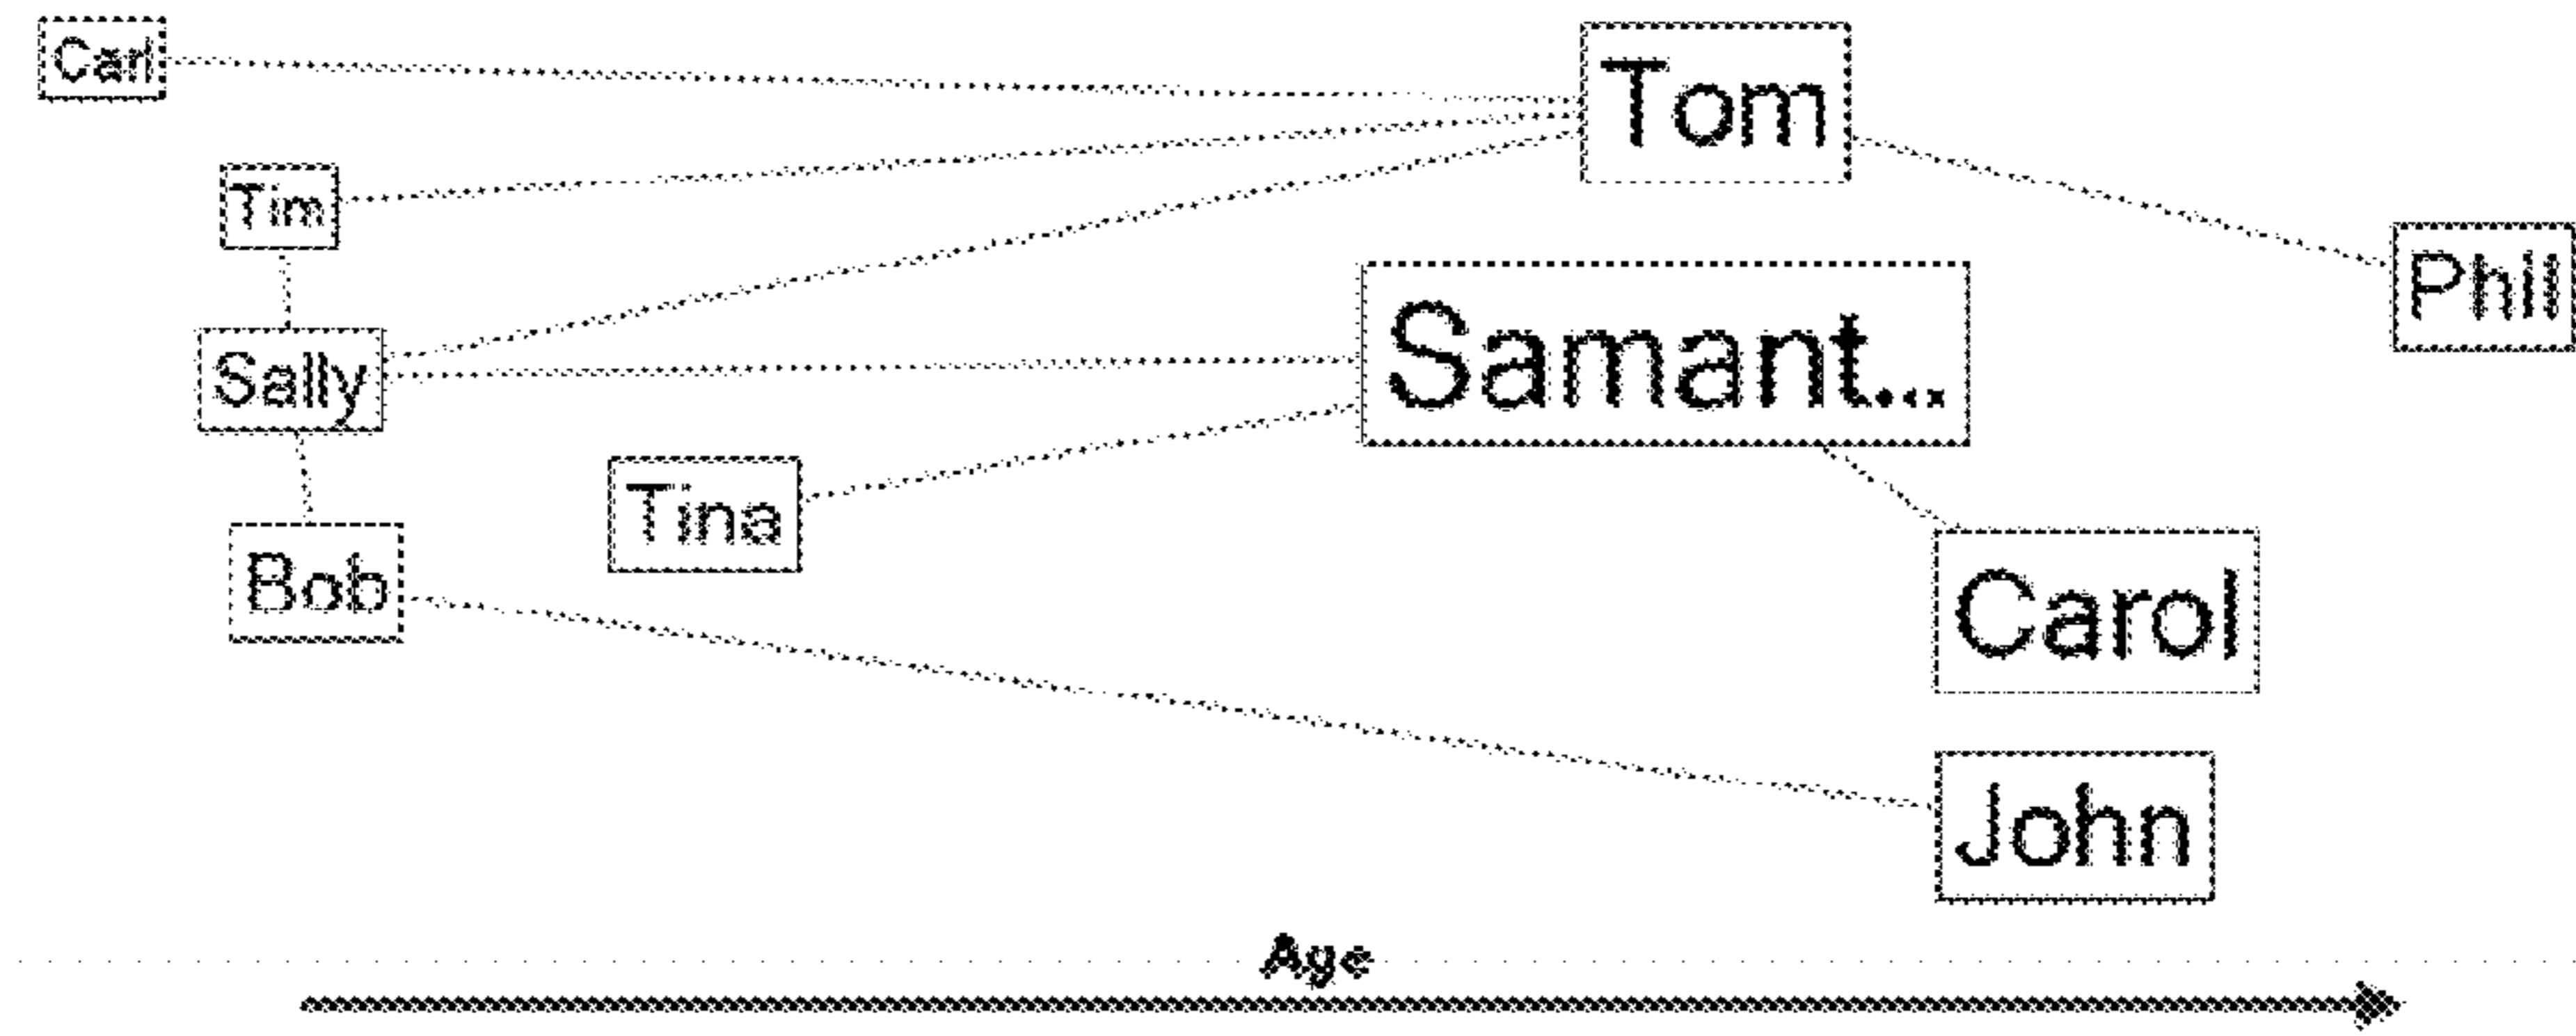 Carl
Tom
Tim
Phil
Sally
Samant...
Tina
Bob
Carol
John
Age